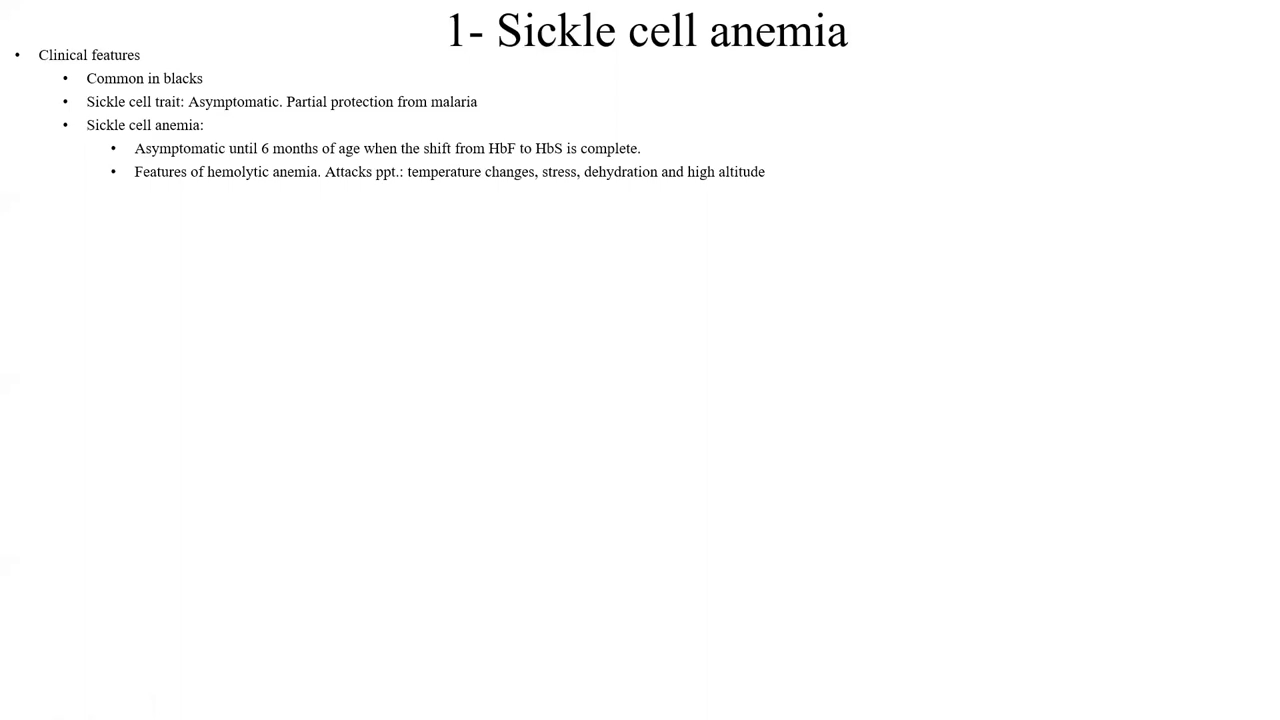 1- Sickle cell anemia
• Clinical features
• Common in blacks
• Sickle cell trait: Asymptomatic. Partial protection from malaria
• Sickle cell anemia:
• Asymptomatic until 6 months of age when the shift from HbF to HbS is complete.
• Features of hemolytic anemia. Attacks ppt.: temperature changes, stress, dehydration and high altitude